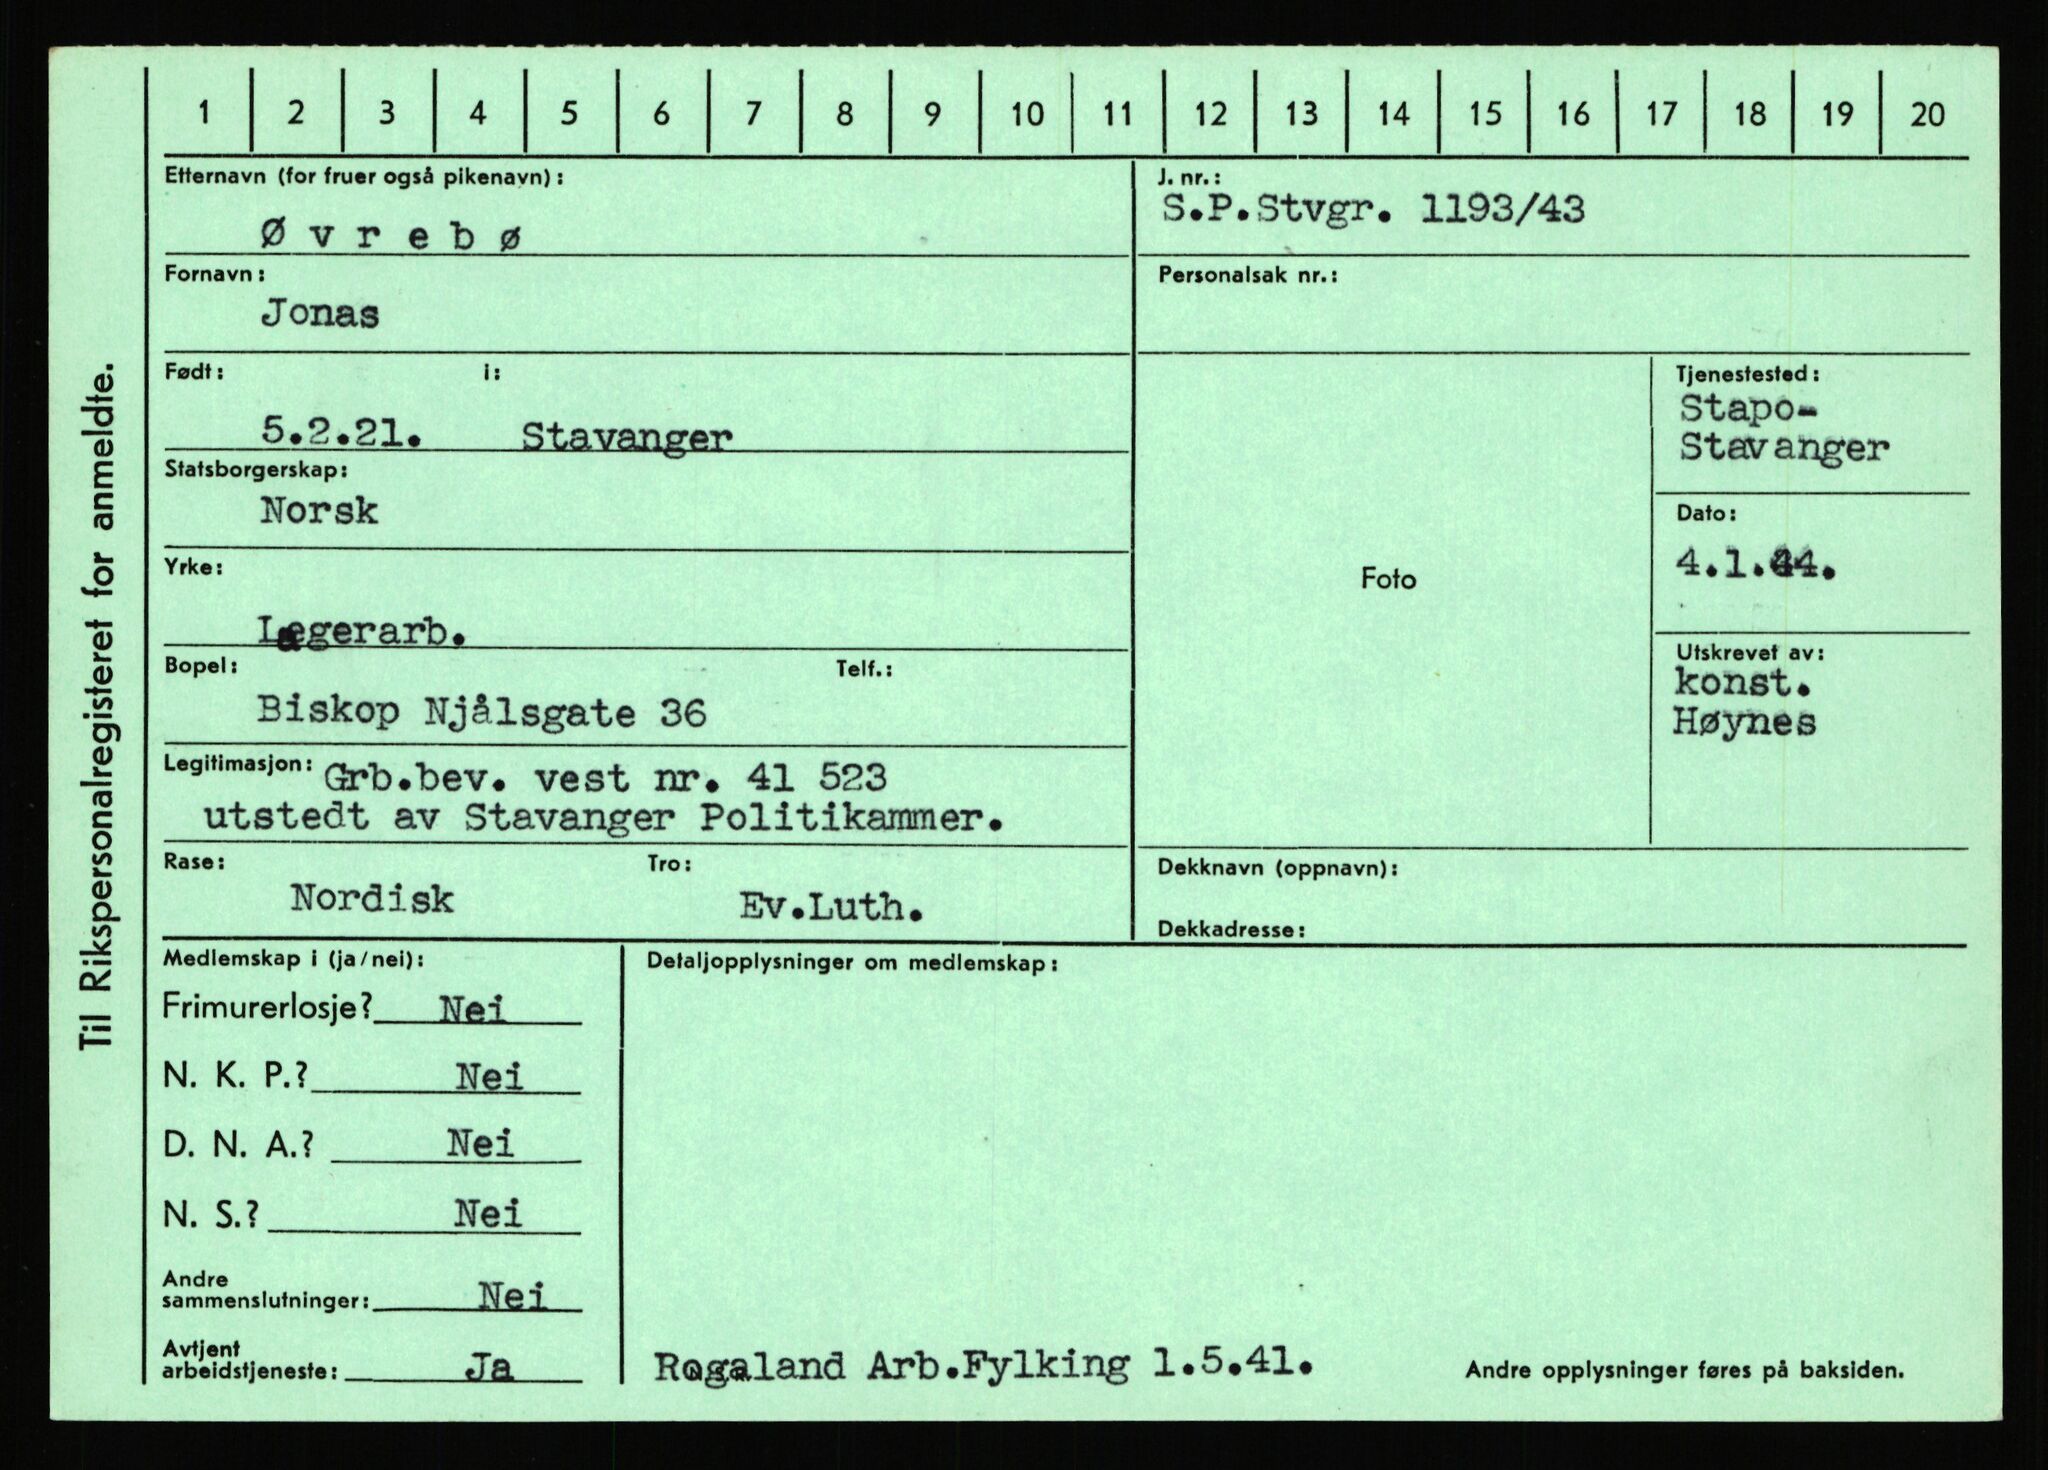 Til Rikspersonalregisteret for anmeldte.
1 2 3 4 5 6 7 8 9 10 11 12 13 14 15 16 17 18 19 20
Etternavn (for fruer også pikenavn):
Øvrebø
Fornavn:
Jonas
Født: i:
5.2.21. Stavanger
Statsborgerskap:
Norsk
Yrke:
Lagerarb.
Bopel: Telf.:
Biskop Njålsgate 36
Legitimasjon: Grb.bev. vest nr. 41 523
utstedt av Stavanger Politikammer.
Rase: Tro:
Nordisk Ev.Luth.
J. nr.:
S.P.Stvgr. 1193/43
Personalsak nr.:
Foto
Tjenestested:
Stapo-
Stavanger
Dato:
4.1.44.
Utskrevet av:
konst.
Høynes
Dekknavn (oppnavn):
Dekkadresse:
Medlemskap i (ja/nei):
Frimurerlosje? Nei
N. K. P.? Nei
D. N. A.? Nei
N. S.? Nei
Andre
sammenslutninger: Nei
Avtjent
arbeidstjeneste: Ja
Detaljopplysninger om medlemskap:
Rogaland Arb.Fylking 1.5.41.
Andre opplysninger føres på baksiden.